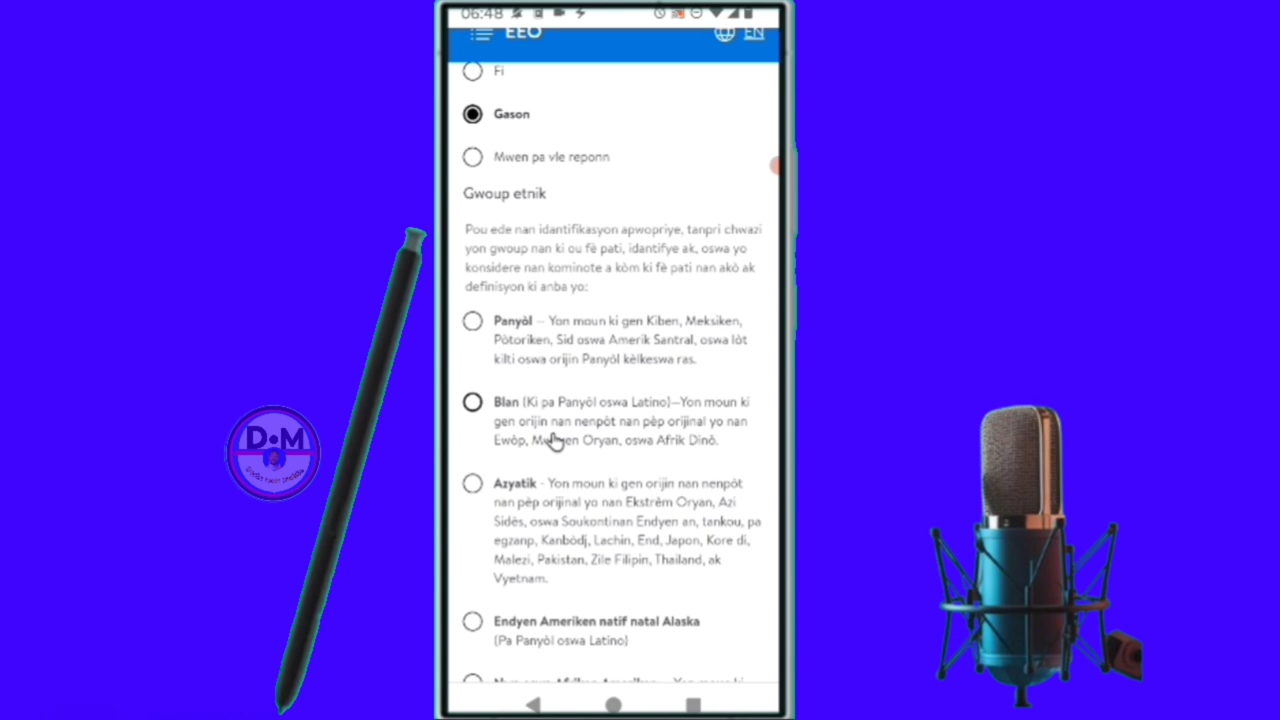 06:48
EEO
EN
Fi
Gason
Mwen pa vle reponn
Gwoup etnik
Pou ede nan idantifikasyon apwopriye, tanpri chwazi
yon gwoup nan ki ou fè pati, idantifye ak, oswa yo
konsidere nan kominote a kòm ki fè pati nan akò ak
definisyon ki anba yo:
Panyòl – Yon moun ki gen Kiben, Meksiken,
Pòtoriken, Sid oswa Amerik Santral, oswa lòt
kilti oswa orijin Panyòl kèlkeswa ras.
Blan (Ki pa Panyòl oswa Latino)—Yon moun ki
gen orijin nan nenpòt nan pèp orijinal yo nan
Ewòp, Oryan, oswa Afrik Dinò.
Azyatik - Yon moun ki gen orijin nan nenpòt
nan pèp orijinal yo nan Ekstrèm Oryan, Azi
Sidès, oswa Soukontinan Endyen an, tankou, pa
egzanp, Kanbòdj, Lachin, End, Japon, Kore di,
Malezi, Pakistan, Zile Filipin, Thailand, ak
Vyetnam.
Endyen Ameriken natif natal Alaska
(Pa Panyòl oswa Latino)
D•M